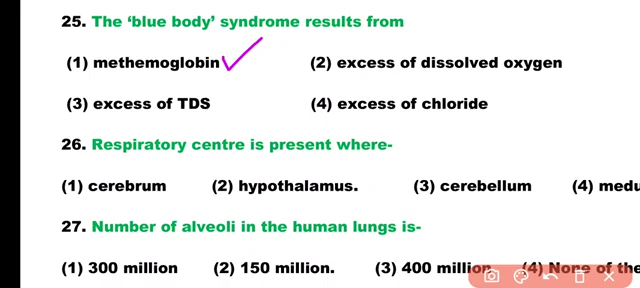 25. The ‘blue body’ syndrome results from
(1) methemoglobin (2) excess of dissolved oxygen
(3) excess of TDS (4) excess of chloride
26. Respiratory centre is present where-
(1) cerebrum (2) hypothalamus. (3) cerebellum (4) medu
27. Number of alveoli in the human lungs is-
(1) 300 million (2) 150 million. (3) 400 million (4) None of the